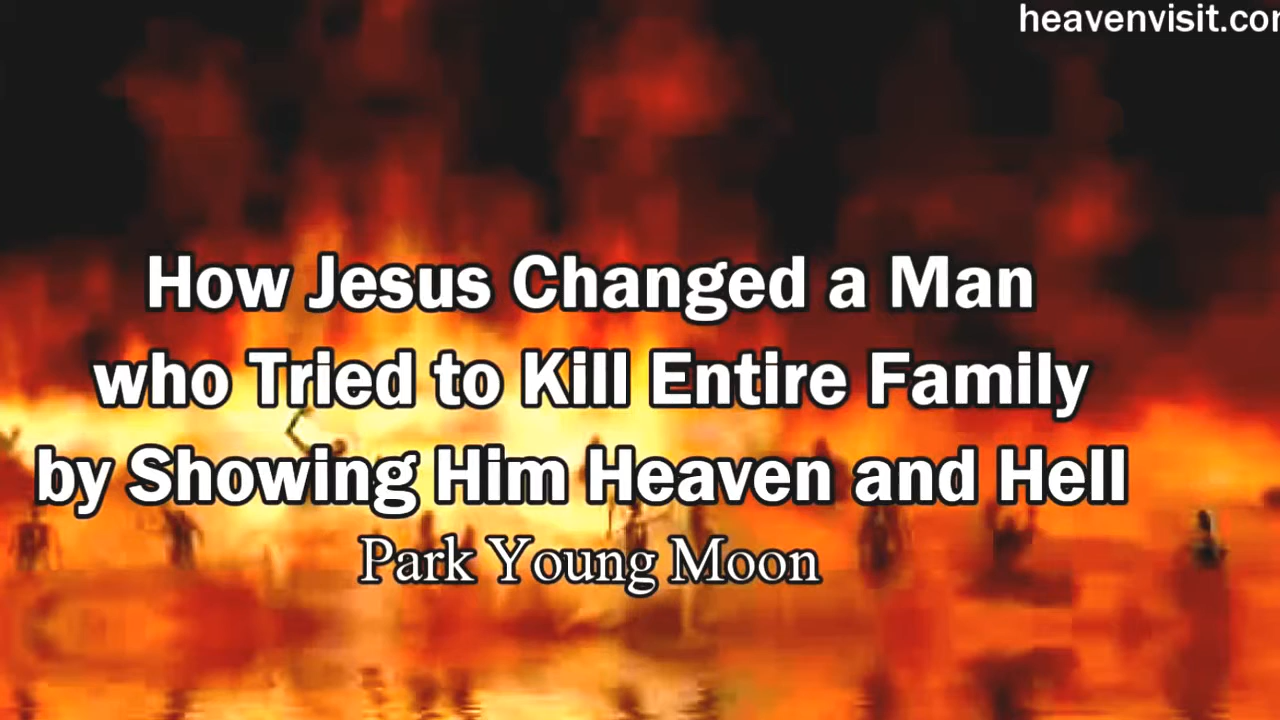 heavenvisit.co
How Jesus Changed a Man
who Tried to Kill Entire Family
by Showing Him Heaven and Hell
Park Young Moon